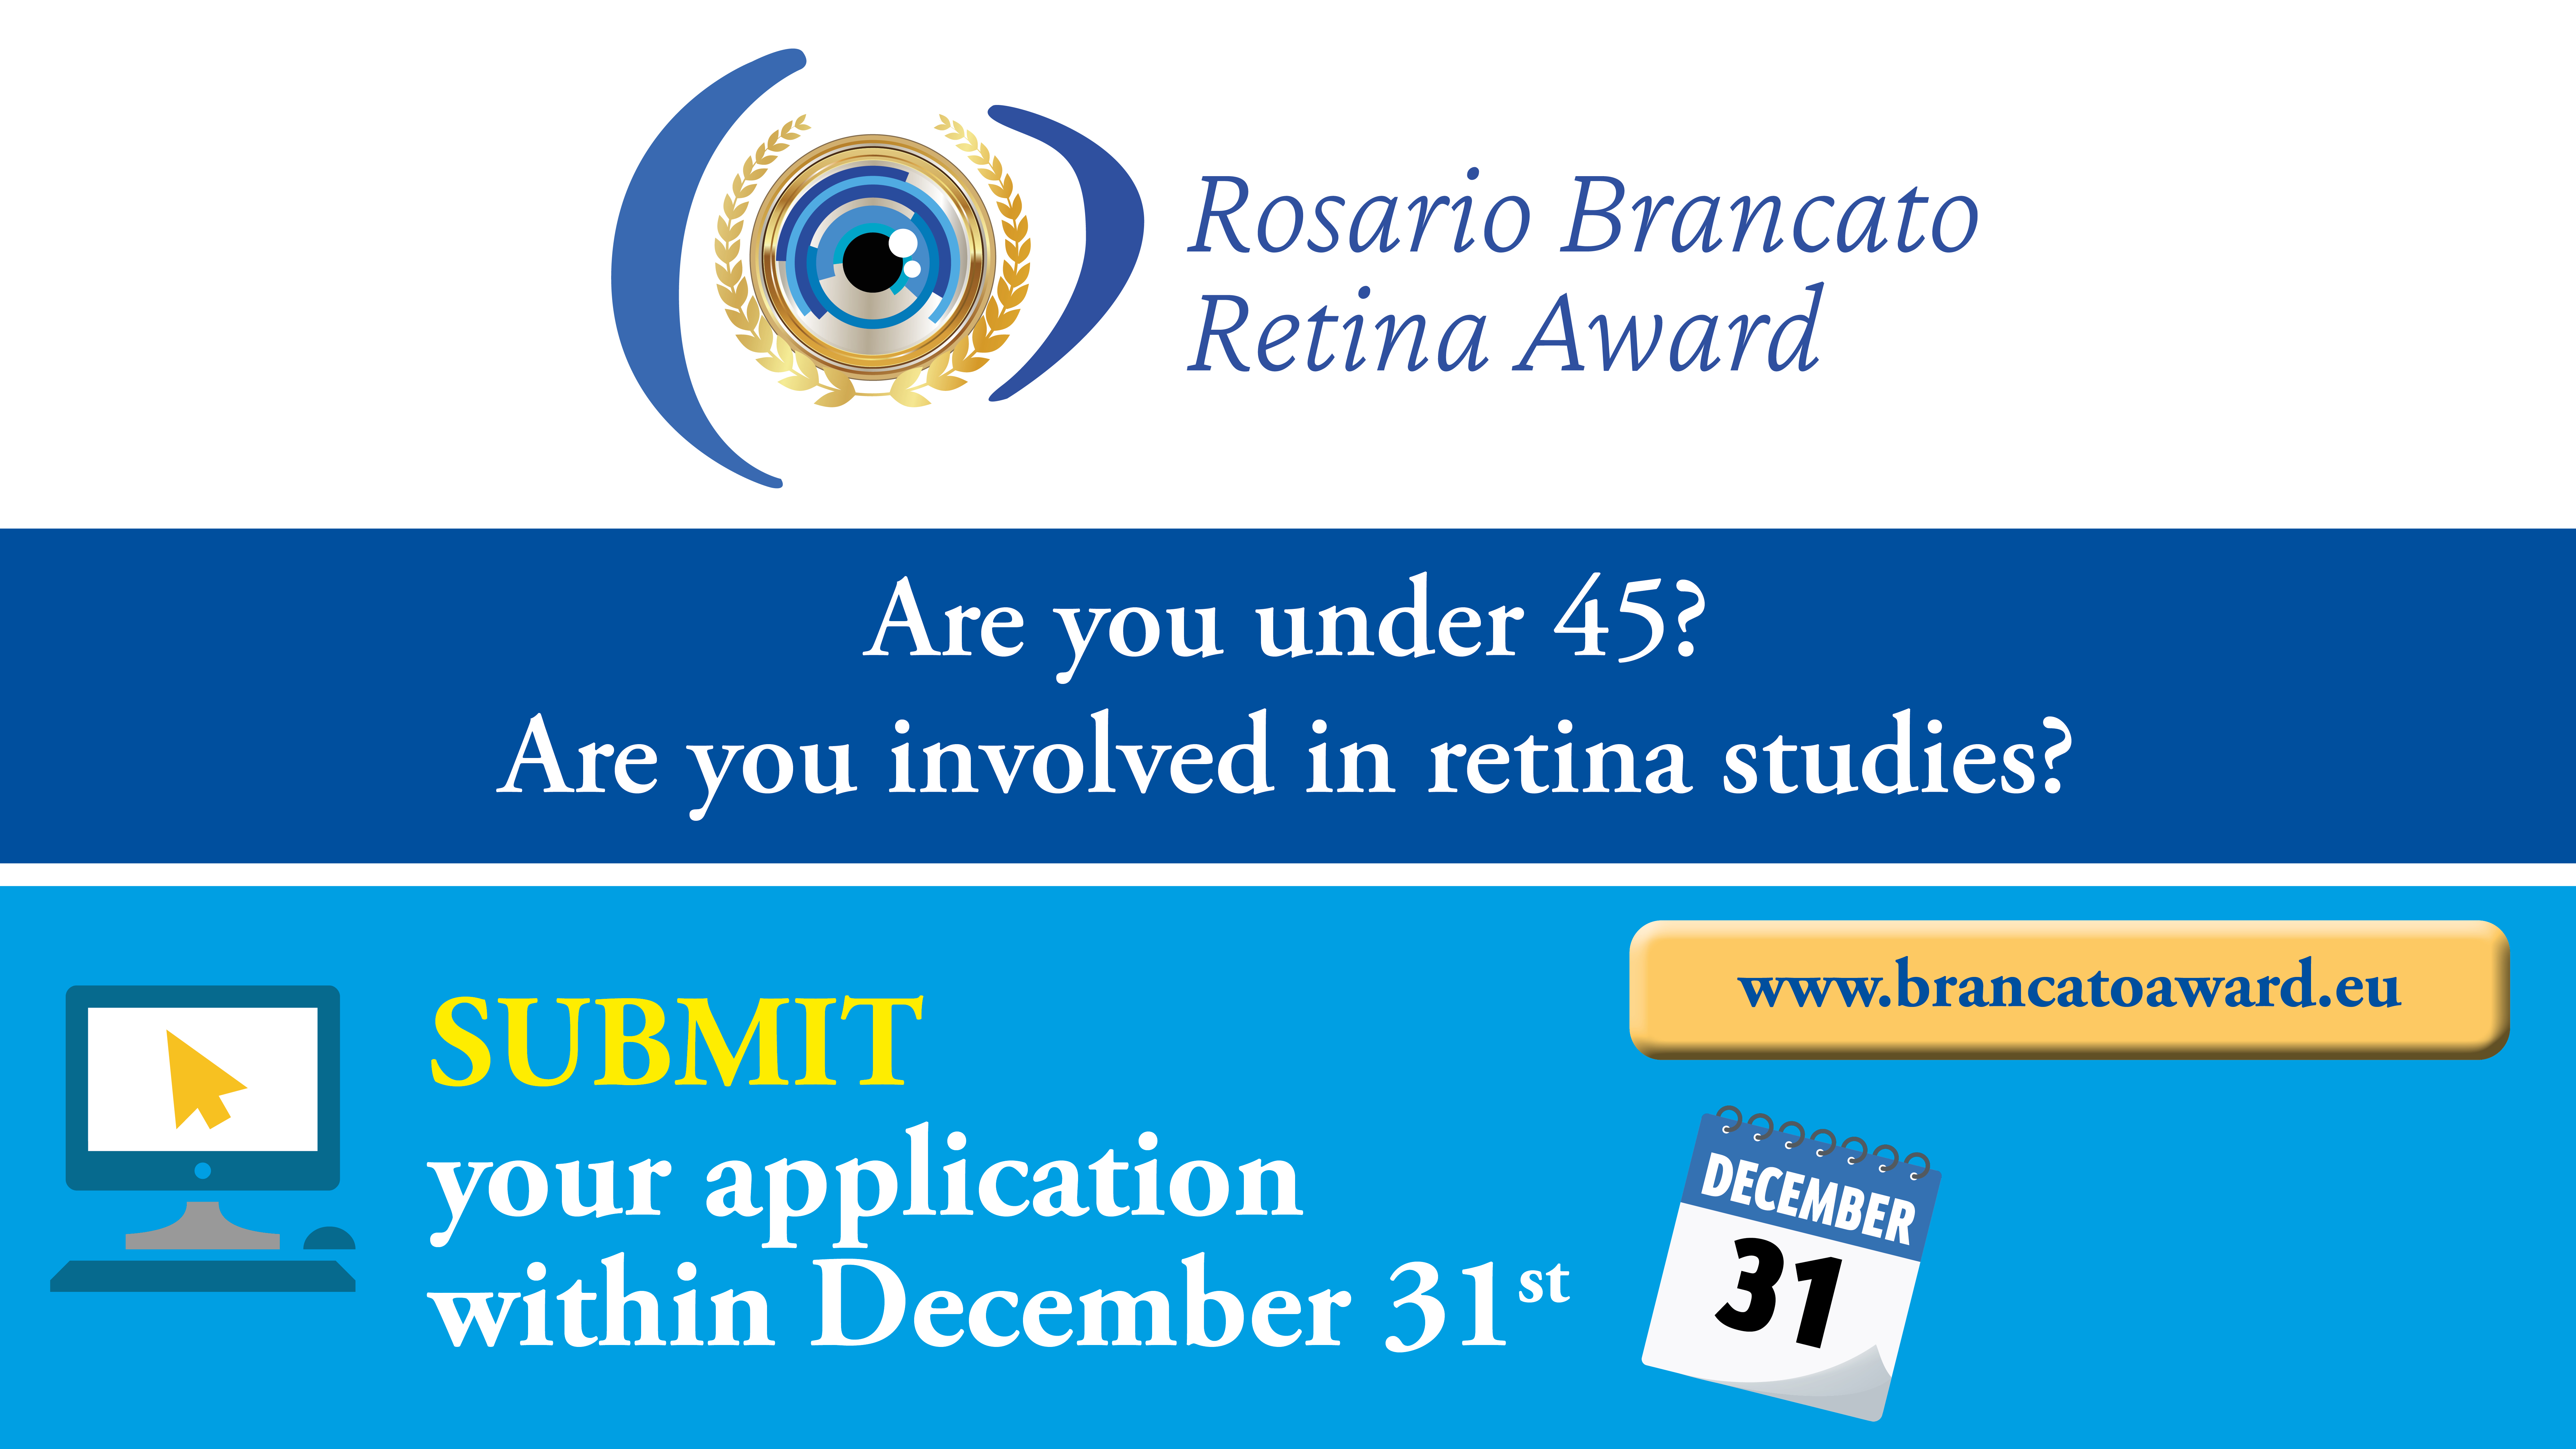 Rosario Brancato
Retina Award
Are you under 45?
Are you involved in retina studies?
www.brancatoaward.eu
SUBMIT
your application
within December 31st
DECEMBER
31